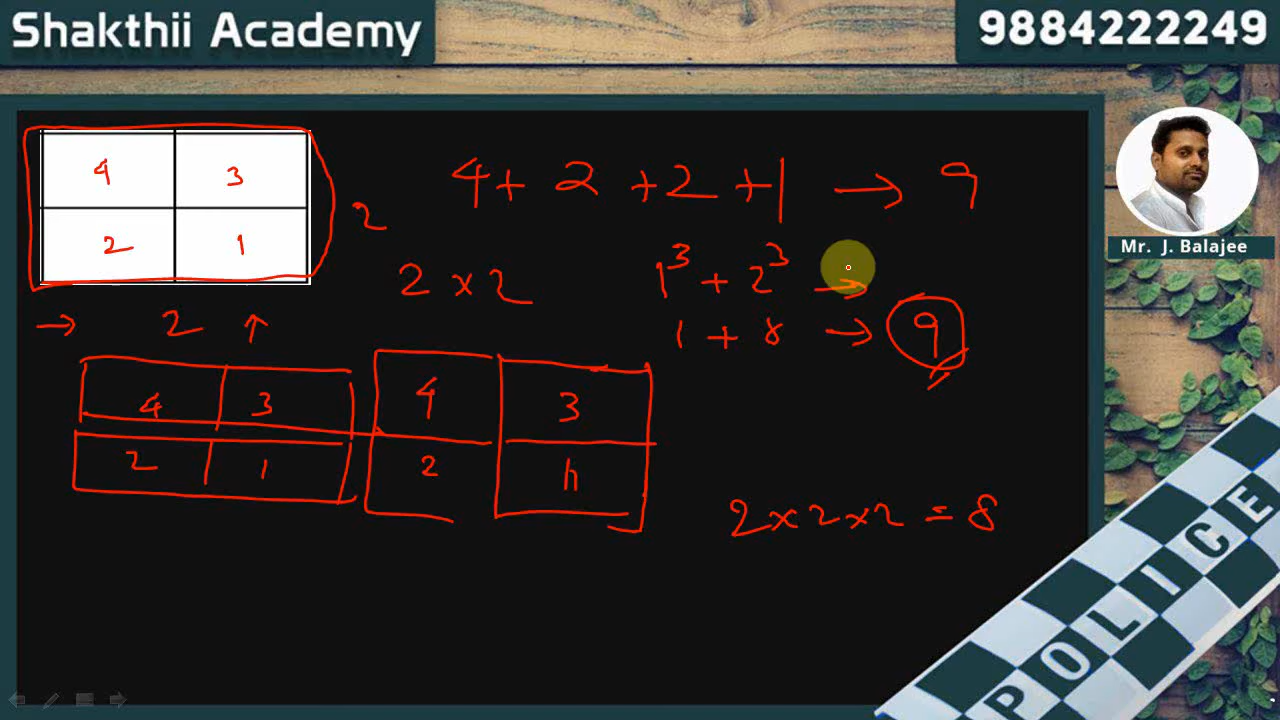 Shakthii Academy
9884222249
4 3
2 1
2
→ 2 ↑
4 + 2 + 2 + 1 → 9
2 × 2
1³ + 2³ →
1 + 8 → 9
4 3
2 1
4 3
2
2 × 2 × 2 = 8
Mr. J. Balajee
POLICE